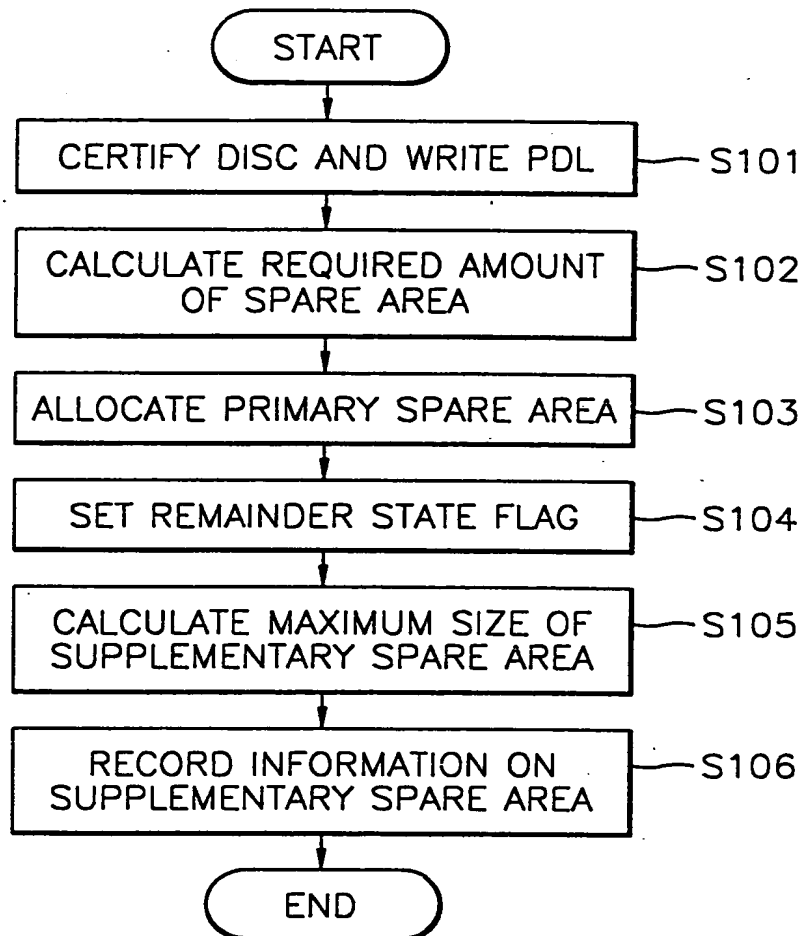 START
CERTIFY DISC AND WRITE PDL
S101
CALCULATE REQUIRED AMOUNT
OF SPARE AREA
S102
ALLOCATE PRIMARY SPARE AREA
S103
SET REMAINDER STATE FLAG
S104
CALCULATE MAXIMUM SIZE OF
SUPPLEMENTARY SPARE AREA
S105
RECORD INFORMATION ON
SUPPLEMENTARY SPARE AREA
S106
END